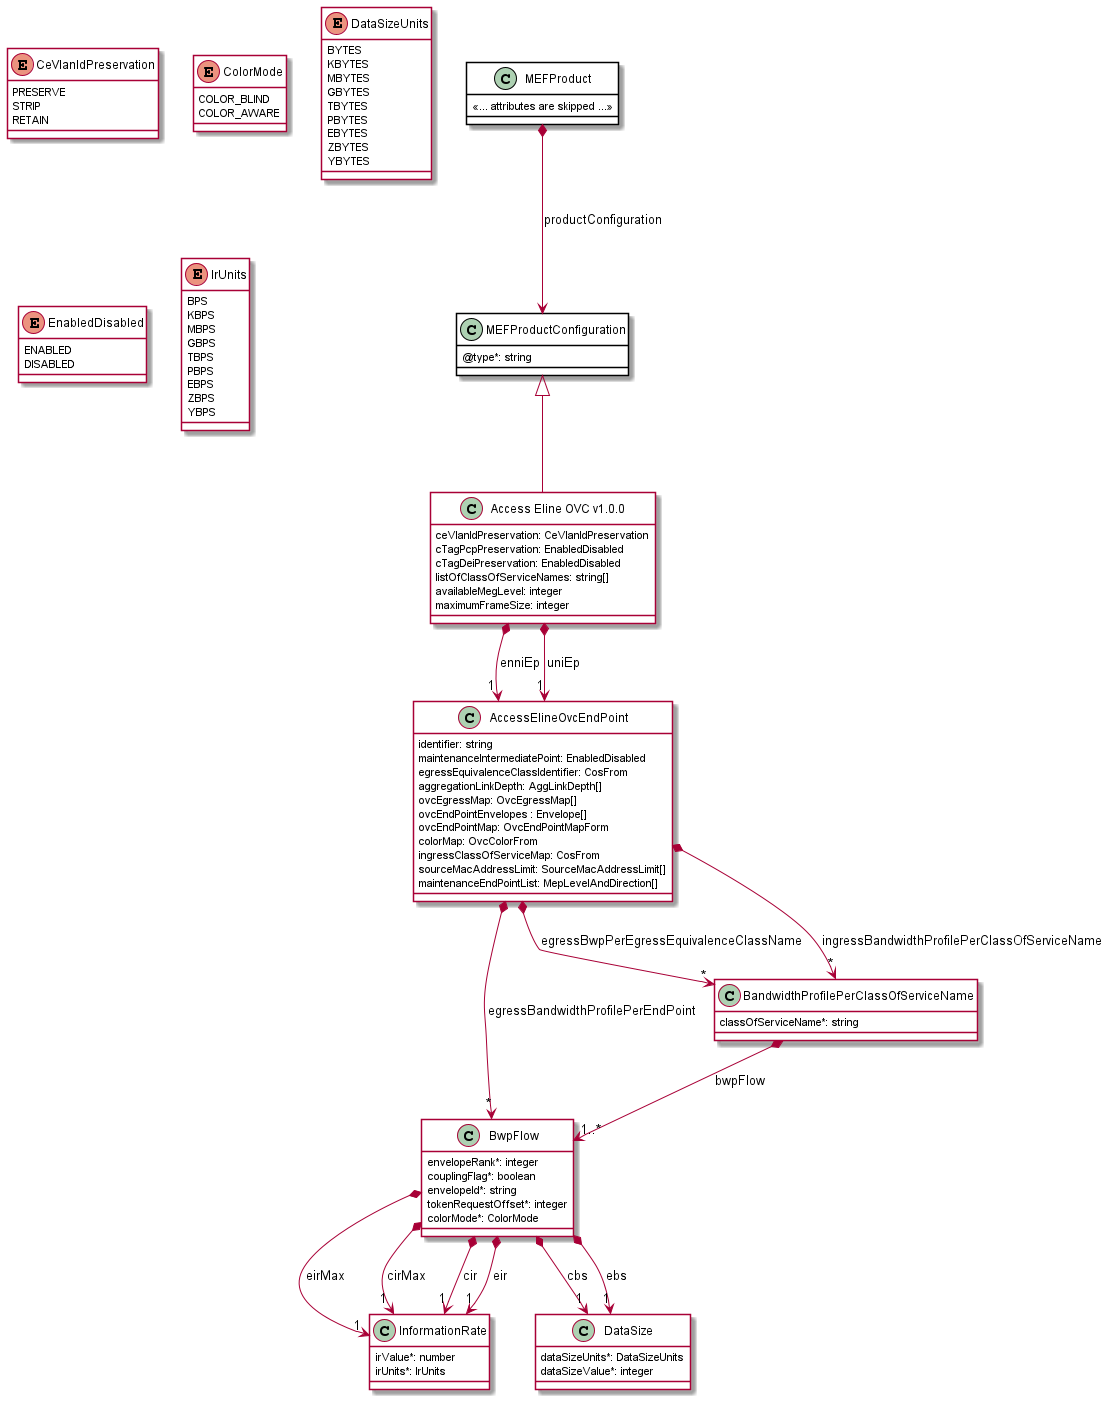 E CeVlanIdPreservation
PRESERVE
STRIP
RETAIN
E ColorMode
COLOR_BLIND
COLOR_AWARE
E DataSizeUnits
BYTES
KBYTES
MBYTES
GBYTES
TBYTES
PBYTES
EBYTES
ZBYTES
YBYTES
C MEFProduct
«... attributes are skipped ...»
productConfiguration
E EnabledDisabled
ENABLED
DISABLED
E IrUnits
BPS
KBPS
MBPS
GBPS
TBPS
PBPS
EBPS
ZBPS
YBPS
C MEFProductConfiguration
@type*: string
C Access Eline OVC v1.0.0
ceVlanIdPreservation: CeVlanIdPreservation
cTagPcpPreservation: EnabledDisabled
cTagDeiPreservation: EnabledDisabled
listOfClassOfServiceNames: string[]
availableMegLevel: integer
maximumFrameSize: integer
enniEp
uniEp
1
1
C AccessElineOvcEndPoint
identifier: string
maintenanceIntermediatePoint: EnabledDisabled
egressEquivalenceClassIdentifier: CosFrom
aggregationLinkDepth: AggLinkDepth[]
ovcEgressMap: OvcEgressMap[]
ovcEndPointEnvelopes : Envelope[]
ovcEndPointMap: OvcEndPointMapForm
colorMap: OvcColorFrom
ingressClassOfServiceMap: CosFrom
sourceMacAddressLimit: SourceMacAddressLimit[]
maintenanceEndPointList: MepLevelAndDirection[]
egressBwpPerEgressEquivalenceClassName
ingressBandwidthProfilePerClassOfServiceName
*
*
C BandwidthProfilePerClassOfServiceName
classOfServiceName*: string
egressBandwidthProfilePerEndPoint
*
bwpFlow
1..*
C BwpFlow
envelopeRank*: integer
couplingFlag*: boolean
envelopeId*: string
tokenRequestOffset*: integer
colorMode*: ColorMode
eirMax
cirMax
cir
eir
cbs
ebs
1
1
1
1
1
1
C InformationRate
irValue*: number
irUnits*: IrUnits
C DataSize
dataSizeUnits*: DataSizeUnits
dataSizeValue*: integer